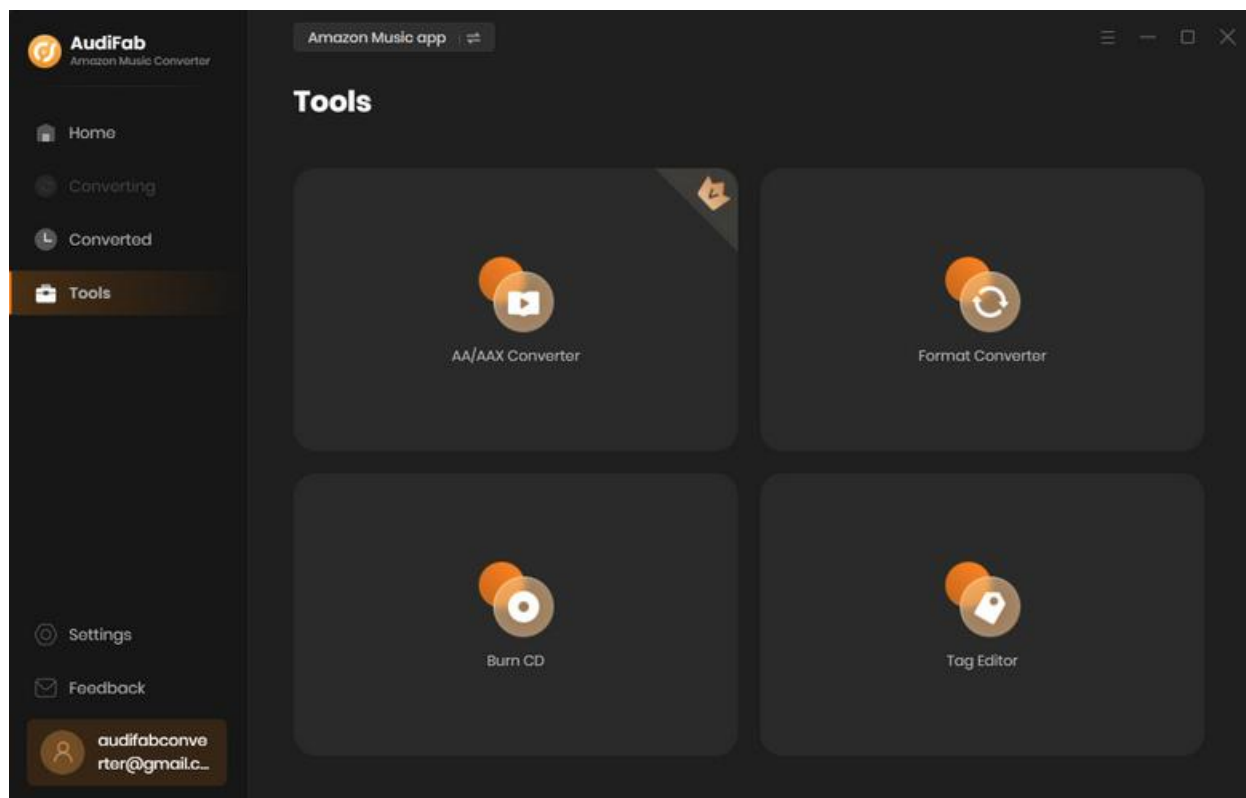 AudiFab
Amazon Music Converter
Home
Converting
Converted
Tools
Settings
Feedback
audifabconve
rter@gmail.c...
Amazon Music app
Tools
AA/AAX Converter
Format Converter
Burn CD
Tag Editor